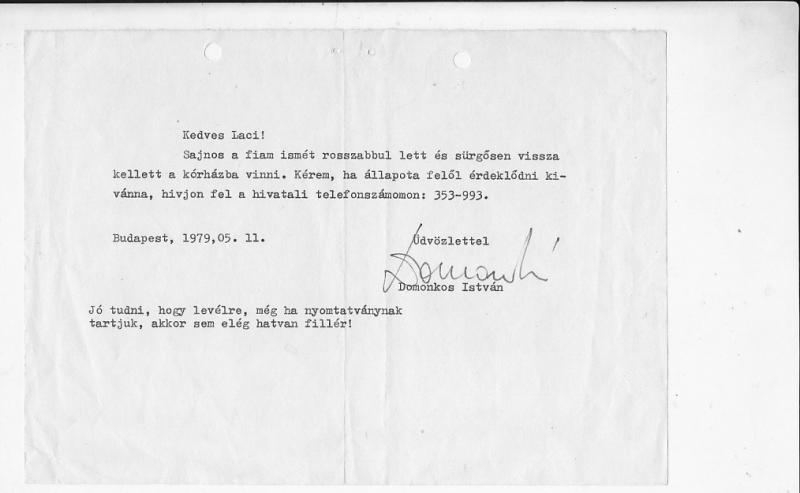 Kedves Laci!
Sajnos a fiam ismét rosszabbul lett és sürgősen vissza
kellett a kórházba vinni. Kérem, ha állapota felől érdeklődni ki-
vánna, hivjon fel a hivatali telefonszámomon: 353-993.
Budapest, 1979,05. 11.
Üdvözlettel
Domonkos István
Jó tudni, hogy levélre, még ha nyomtatványnak
tartjuk, akkor sem elég hatvan fillér!